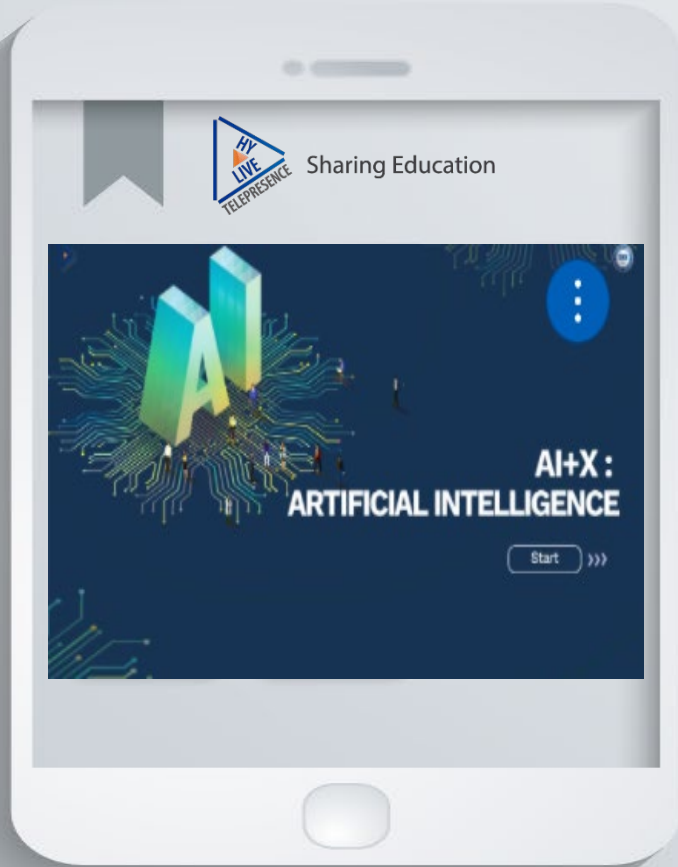 HY
LIVE
TELEPRESENCE
Sharing Education
AI
AI+X :
ARTIFICIAL INTELLIGENCE
Start >>>